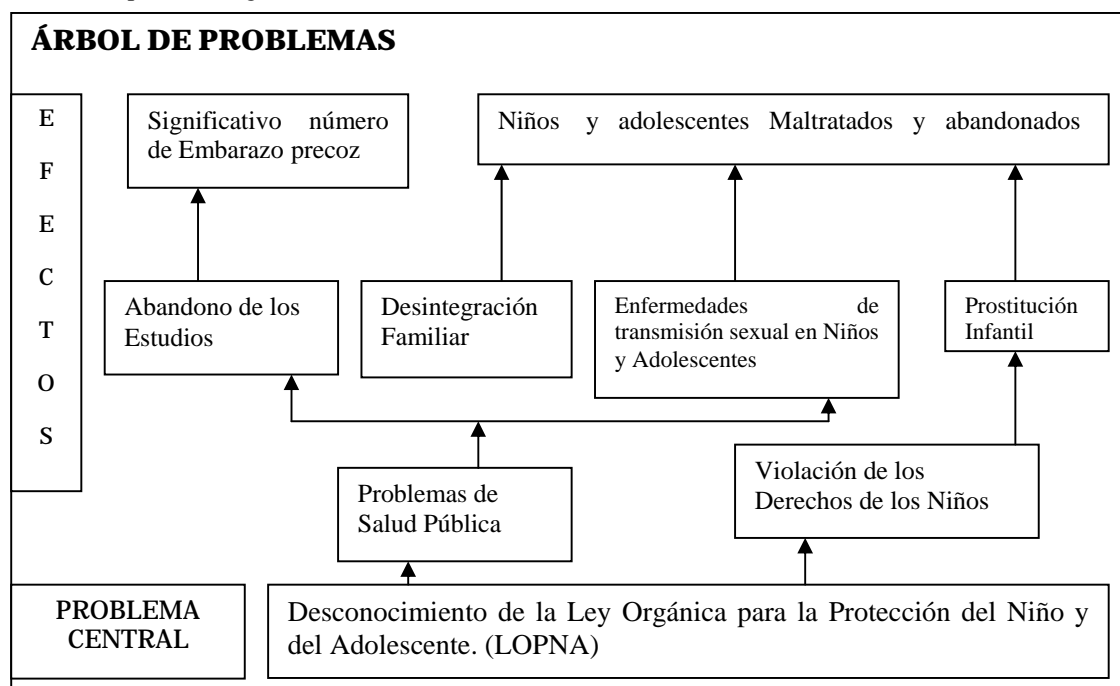 ÁRBOL DE PROBLEMAS
E
F
E
C
T
O
S
Significativo número
de Embarazo precoz
Niños y adolescentes Maltratados y abandonados
Abandono de los
Estudios
Desintegración
Familiar
Enfermedades de
transmisión sexual en Niños
y Adolescentes
Prostitución
Infantil
Problemas de
Salud Pública
Violación de los
Derechos de los Niños
PROBLEMA
CENTRAL
Desconocimiento de la Ley Orgánica para la Protección del Niño y
del Adolescente. (LOPNA)